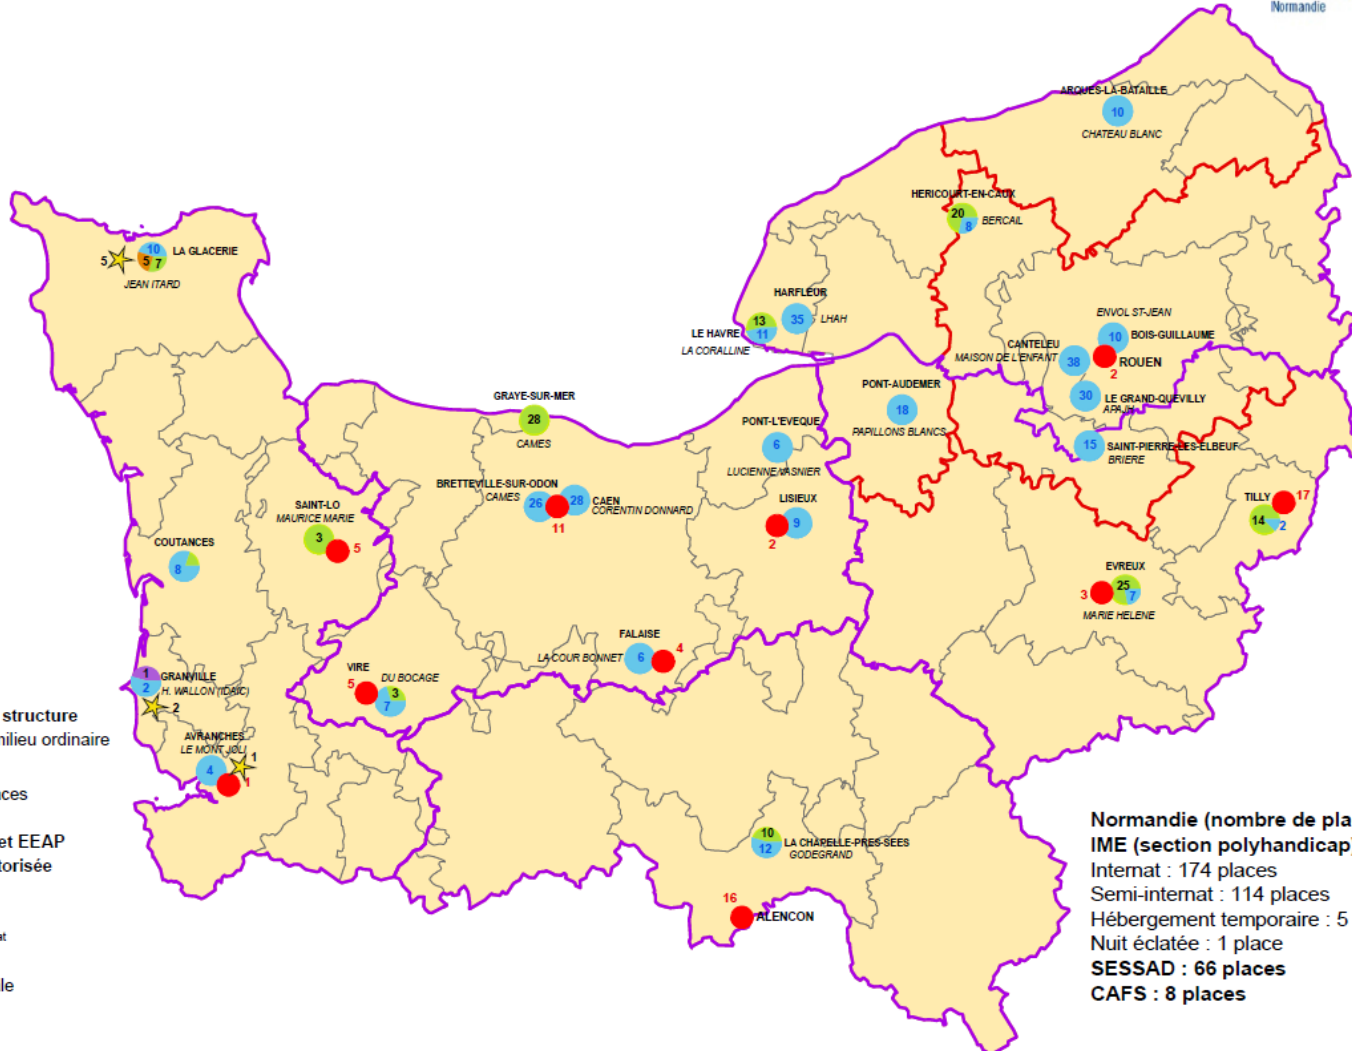 Normandie
ARQUES-LA-BATAILLE
10
CHATEAU BLANC
HERICOURT-EN-CAUX
20
8
BERCAIL
5
10
5
7
LA GLACERIE
JEAN ITARD
HARFLEUR
35
LHAH
13
11
LE HAVRE
LA CORALLINE
ENVOL ST-JEAN
10
BOIS-GUILLAUME
CANTELEU
MAISON DE L'ENFANT
38
ROUEN
2
30
LE GRAND-QUEVILLY
APAJH
15
SAINT-PIERRE-LES-ELBEUF
BRIERE
PONT-AUDEMER
18
PAPILLONS BLANCS
GRAYE-SUR-MER
28
CAMES
PONT-L'EVEQUE
6
LUCIENNE VASNIER
BRETTEVILLE-SUR-ODON
CAMES
26
28
CAEN
CORENTIN DONNARD
11
LISIEUX
9
2
SAINT-LO
MAURICE MARIE
3
5
COUTANCES
8
TILLY
17
14
2
EVREUX
3
25
7
MARIE HELENE
FALAISE
LA COUR BONNET
6
4
VIRE
5
DU BOCAGE
3
7
1
2
GRANVILLE
H. WALLON (IDAIC)
2
AVRANCHES
LE MONT JOLI
4
1
1
10
12
LA CHAPELLE-PRES-SEES
GODEGRAND
16
ALENCON
structure
milieu ordinaire
ces
et EEAP
torisée
at
le
Normandie (nombre de pla
IME (section polyhandicap)
Internat : 174 places
Semi-internat : 114 places
Hébergement temporaire : 5
Nuit éclatée : 1 place
SESSAD : 66 places
CAFS : 8 places